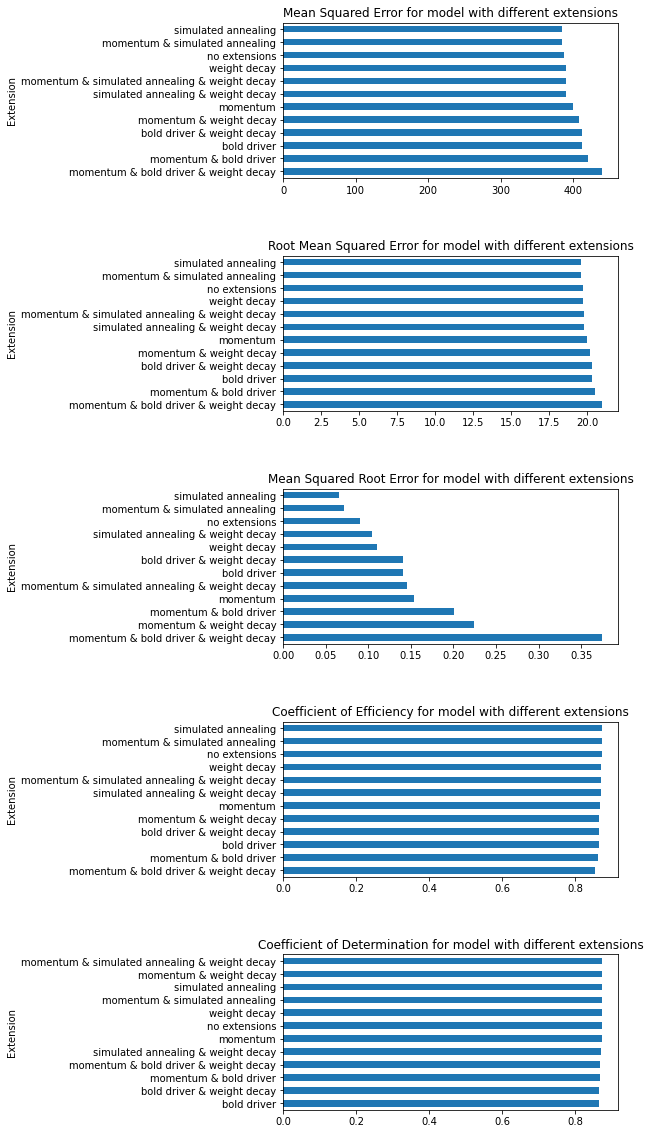 Mean Squared Error for model with different extensions
Extension
simulated annealing
momentum & simulated annealing
no extensions
weight decay
momentum & simulated annealing & weight decay
simulated annealing & weight decay
momentum
momentum & weight decay
bold driver & weight decay
bold driver
momentum & bold driver
momentum & bold driver & weight decay
0 100 200 300 400
Root Mean Squared Error for model with different extensions
Extension
simulated annealing
momentum & simulated annealing
no extensions
weight decay
momentum & simulated annealing & weight decay
simulated annealing & weight decay
momentum
momentum & weight decay
bold driver & weight decay
bold driver
momentum & bold driver
momentum & bold driver & weight decay
0.0 2.5 5.0 7.5 10.0 12.5 15.0 17.5 20.0
Mean Squared Root Error for model with different extensions
Extension
simulated annealing
momentum & simulated annealing
no extensions
simulated annealing & weight decay
weight decay
bold driver & weight decay
bold driver
momentum & simulated annealing & weight decay
momentum
momentum & bold driver
momentum & weight decay
momentum & bold driver & weight decay
0.00 0.05 0.10 0.15 0.20 0.25 0.30 0.35
Coefficient of Efficiency for model with different extensions
Extension
simulated annealing
momentum & simulated annealing
no extensions
weight decay
momentum & simulated annealing & weight decay
simulated annealing & weight decay
momentum
momentum & weight decay
bold driver & weight decay
bold driver
momentum & bold driver
momentum & bold driver & weight decay
0.0 0.2 0.4 0.6 0.8
Coefficient of Determination for model with different extensions
Extension
momentum & simulated annealing & weight decay
momentum & weight decay
simulated annealing
momentum & simulated annealing
weight decay
no extensions
momentum
simulated annealing & weight decay
momentum & bold driver & weight decay
momentum & bold driver
bold driver & weight decay
bold driver
0.0 0.2 0.4 0.6 0.8